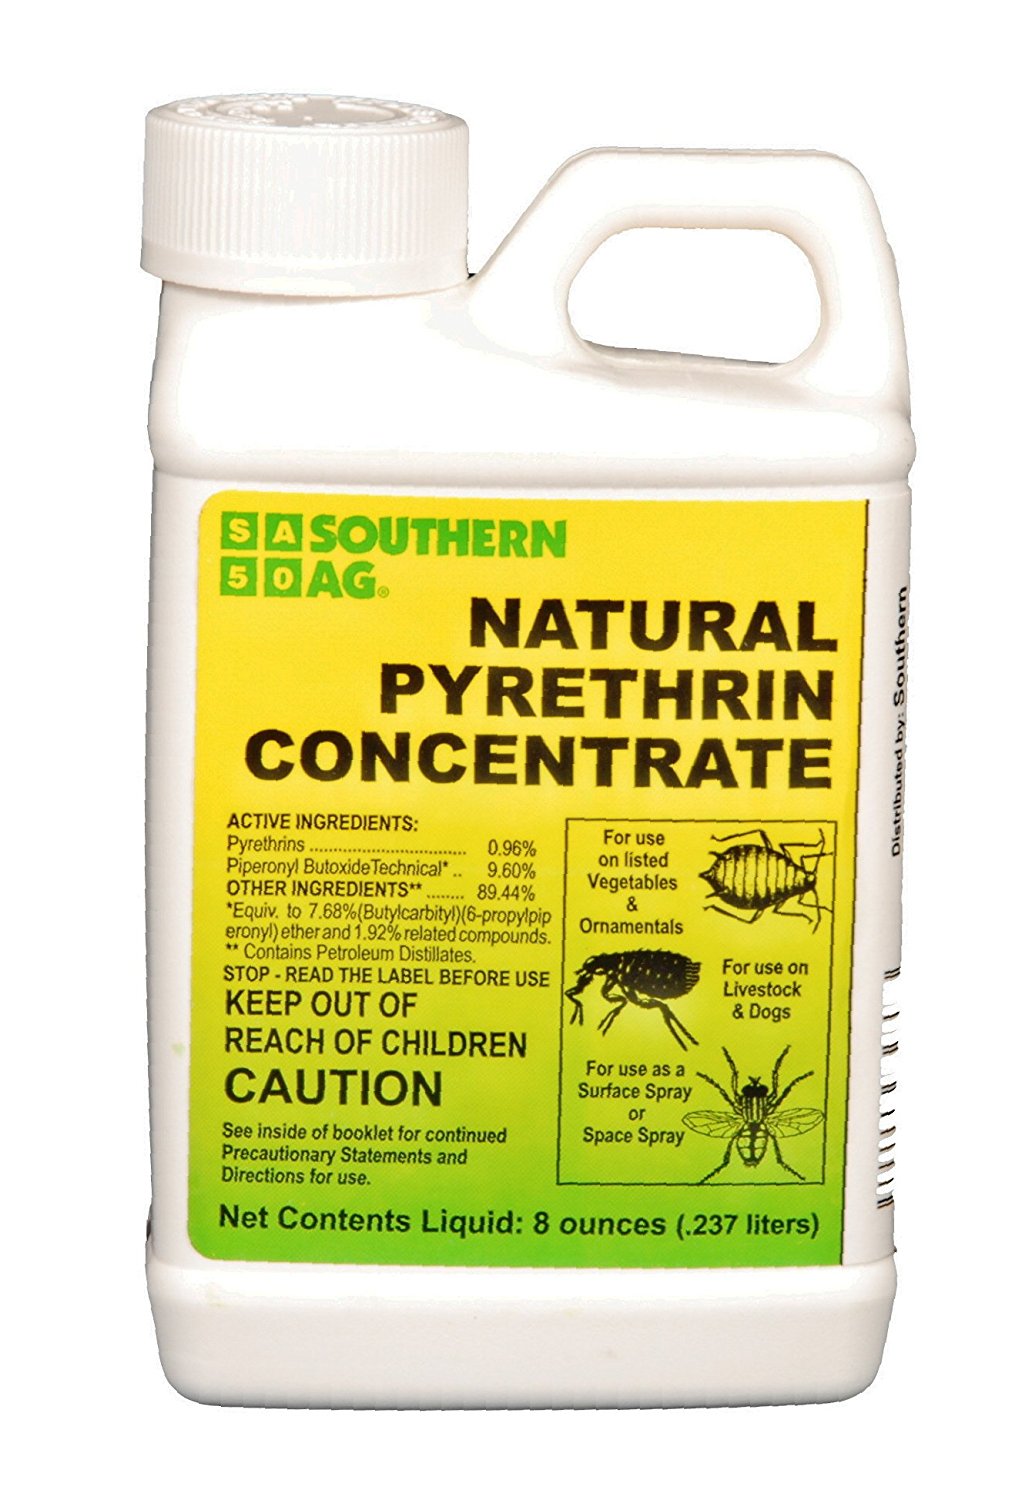 SA SOUTHERN
50 AG®
NATURAL
PYRETHRIN
CONCENTRATE
ACTIVE INGREDIENTS:
Pyrethrins ................................ 0.96%
Piperonyl Butoxide Technical* .. 9.60%
OTHER INGREDIENTS** ........ 89.44%
*Equiv. to 7.68%(Butylcarbityl)(6-propylpip
eronyl) ether and 1.92% related compounds.
** Contains Petroleum Distillates.
STOP - READ THE LABEL BEFORE USE
KEEP OUT OF
REACH OF CHILDREN
CAUTION
See inside of booklet for continued
Precautionary Statements and
Directions for use.
For use
on listed
Vegetables
&
Ornamentals
For use on
Livestock
& Dogs
For use as a
Surface Spray
or
Space Spray
Net Contents Liquid: 8 ounces (.237 liters)
Distributed by: Southern